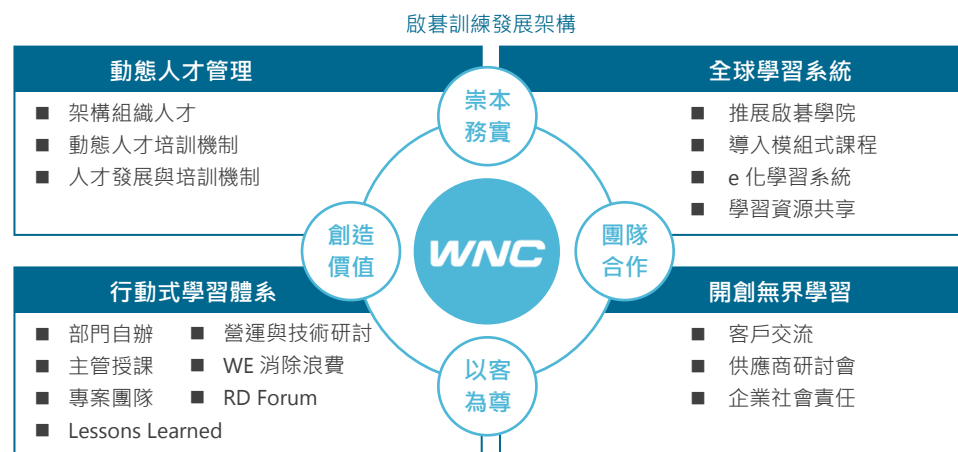 啟碁訓練發展架構
動態人才管理
架構組織人才
動態人才培訓機制
人才發展與培訓機制
全球學習系統
推展啟碁學院
導入模組式課程
e 化學習系統
學習資源共享
崇本
務實
創造
價值
WNC
團隊
合作
以客
為尊
行動式學習體系
部門自辦
營運與技術研討
主管授課
WE 消除浪費
專案團隊
RD Forum
Lessons Learned
開創無界學習
客戶交流
供應商研討會
企業社會責任